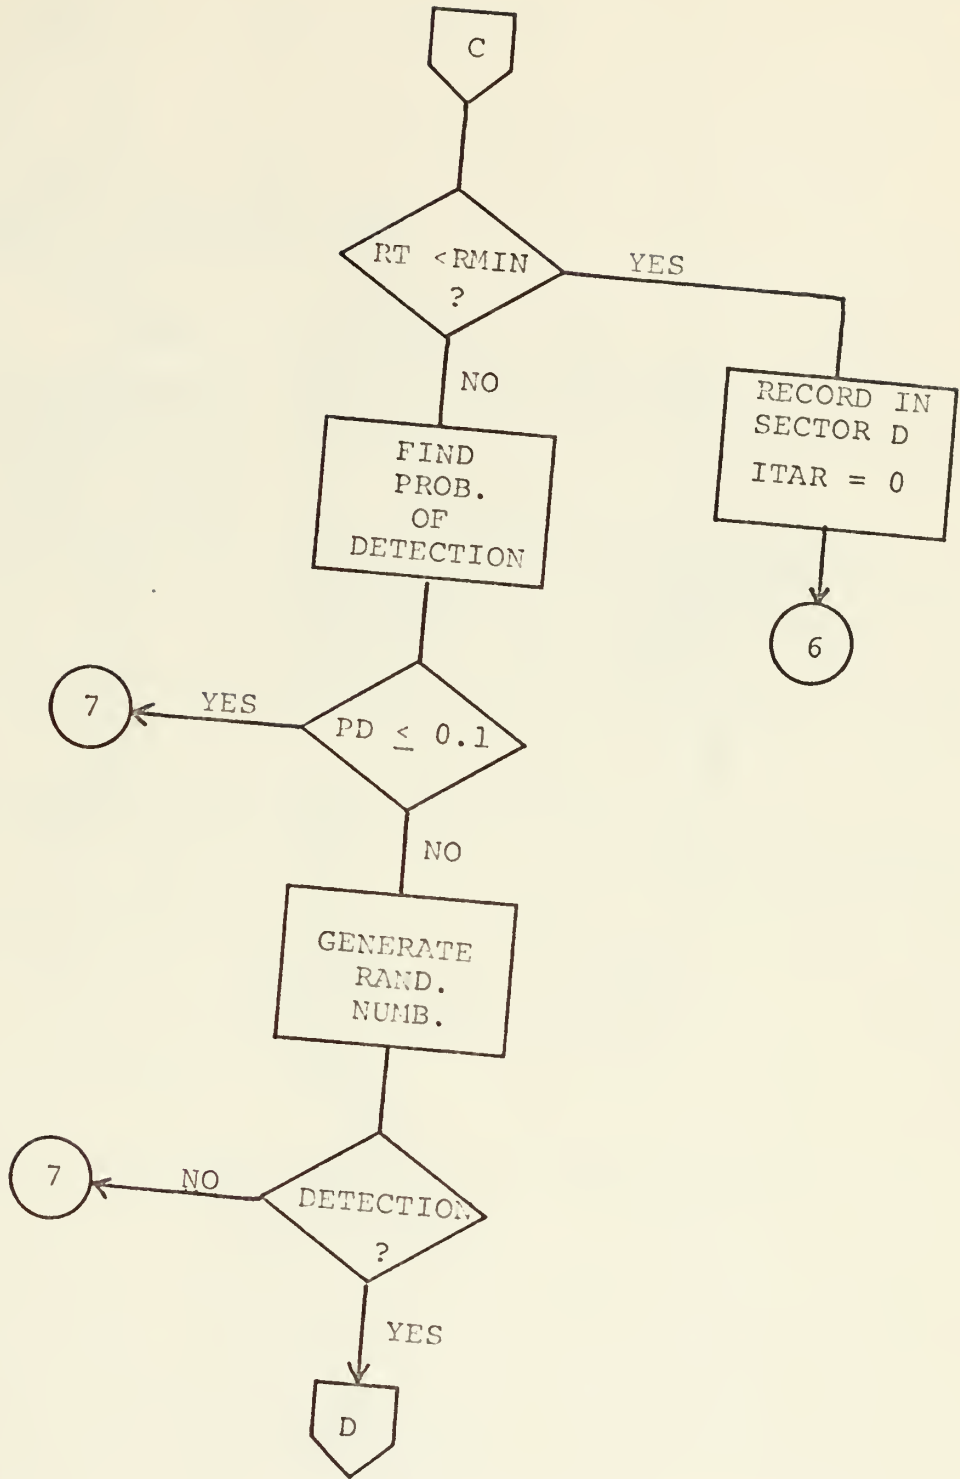 C
RT <RMIN
?
YES
NO
RECORD IN
SECTOR D
ITAR = 0
FIND
PROB.
OF
DETECTION
6
7
YES
PD ≤ 0.1
NO
GENERATE
RAND.
NUMB.
7
NO
DETECTION
?
YES
D